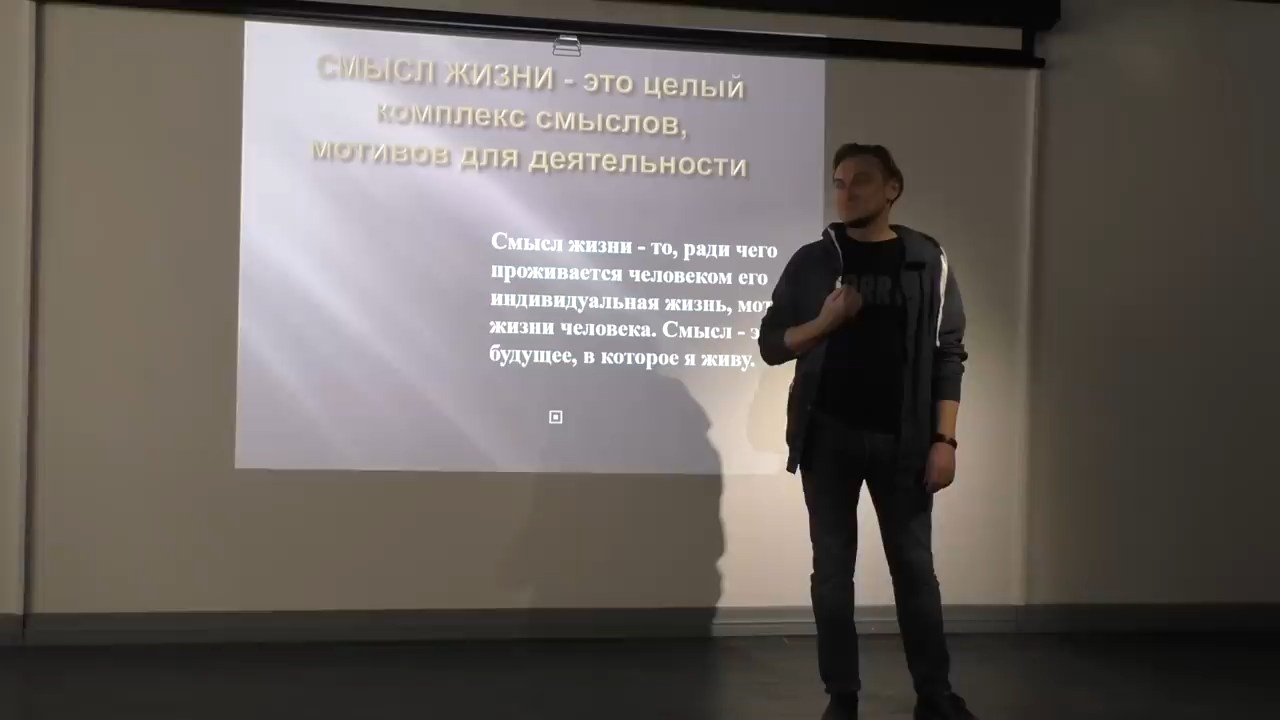 СМЫСЛ ЖИЗНИ - это целый
комплекс смыслов,
мотивов для деятельности
Смысл жизни - то, ради чего
проживается человеком его
индивидуальная жизнь,
жизни человека. Смысл -
будущее, в которое я живу.